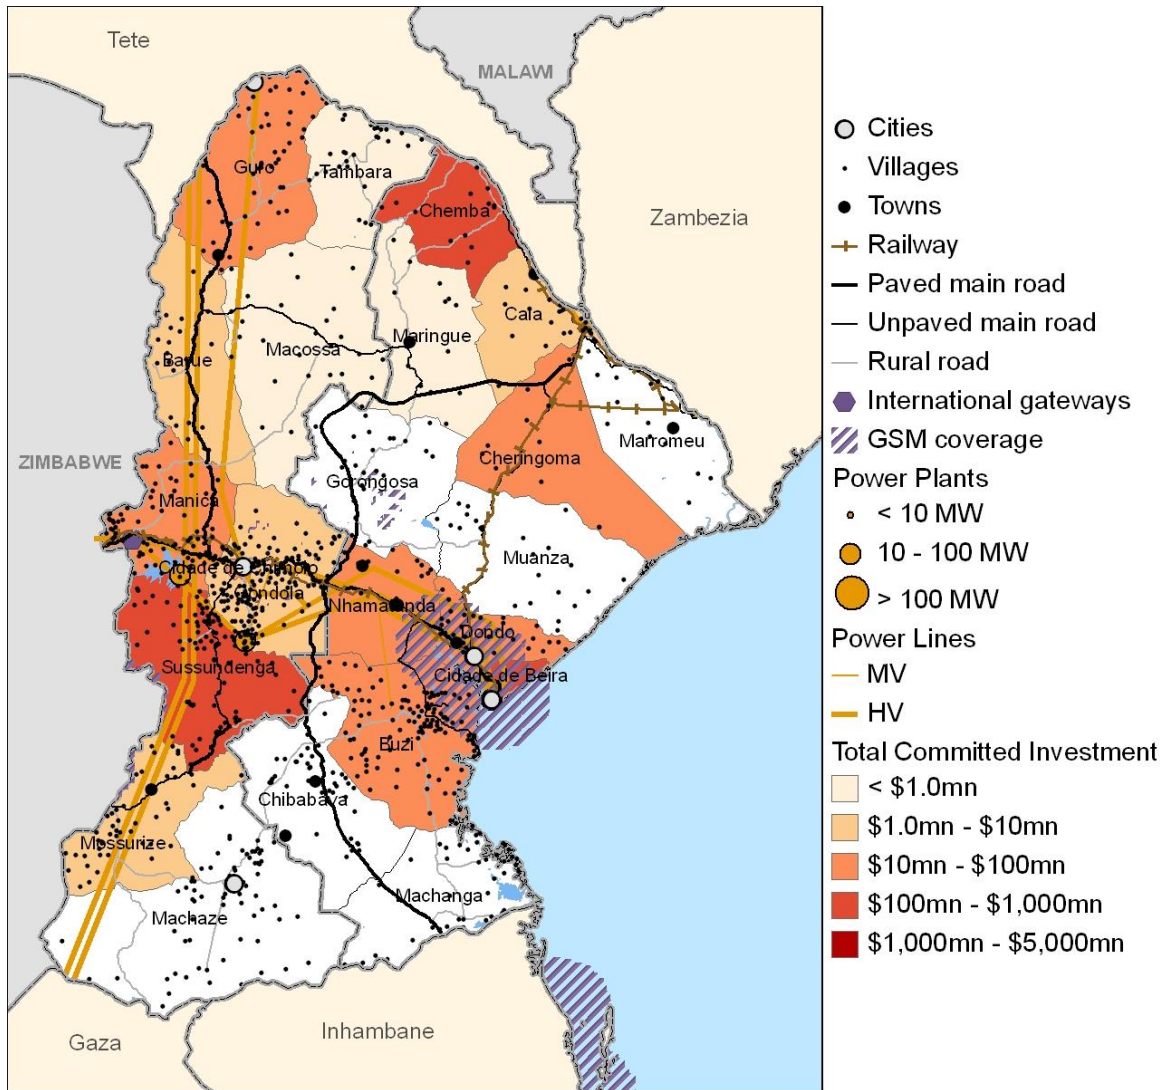 Tete
MALAWI
Zambezia
Guro
Tambara
Chemba
Caia
Maringue
Macossa
Barue
ZIMBABWE
Marromeu
Cheringoma
Gorongosa
Manica
Muanza
Cidade de Chimoio
Gondola
Nhamatanda
Dondo
Sussundenga
Cidade de Beira
Buzi
Chibabava
Mossurize
Machanga
Machaze
Inhambane
Gaza
Cities
Villages
Towns
Railway
Paved main road
Unpaved main road
Rural road
International gateways
GSM coverage
Power Plants
< 10 MW
10 - 100 MW
> 100 MW
Power Lines
MV
HV
Total Committed Investment
< $1.0mn
$1.0mn - $10mn
$10mn - $100mn
$100mn - $1,000mn
$1,000mn - $5,000mn